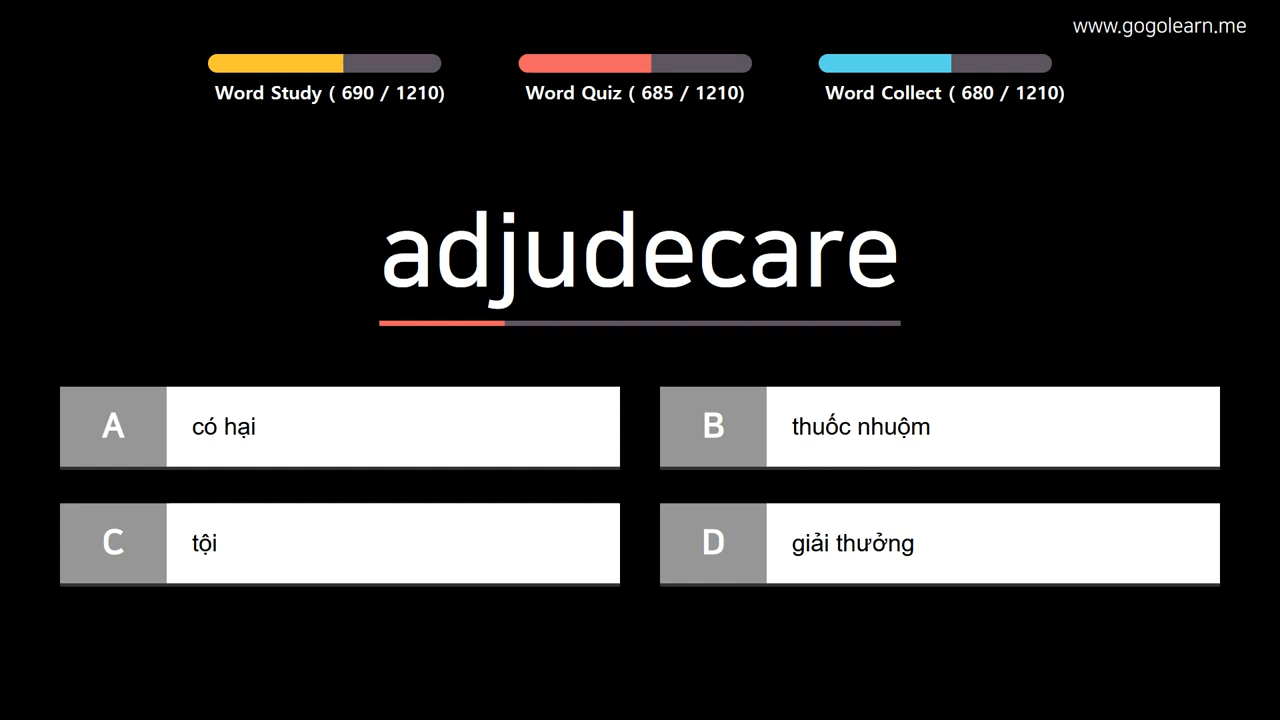 www.gogolearn.me
Word Study ( 690 / 1210)
Word Quiz ( 685 / 1210)
Word Collect ( 680 / 1210)
adjudecare
A có hại
B thuốc nhuộm
C tội
D giải thưởng